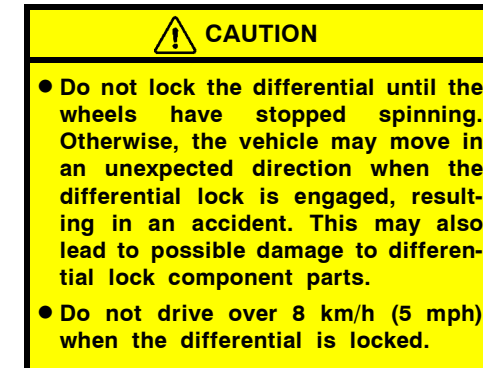 CAUTION
● Do not lock the differential until the
wheels have stopped spinning.
Otherwise, the vehicle may move in
an unexpected direction when the
differential lock is engaged, result-
ing in an accident. This may also
lead to possible damage to differen-
tial lock component parts.
● Do not drive over 8 km/h (5 mph)
when the differential is locked.